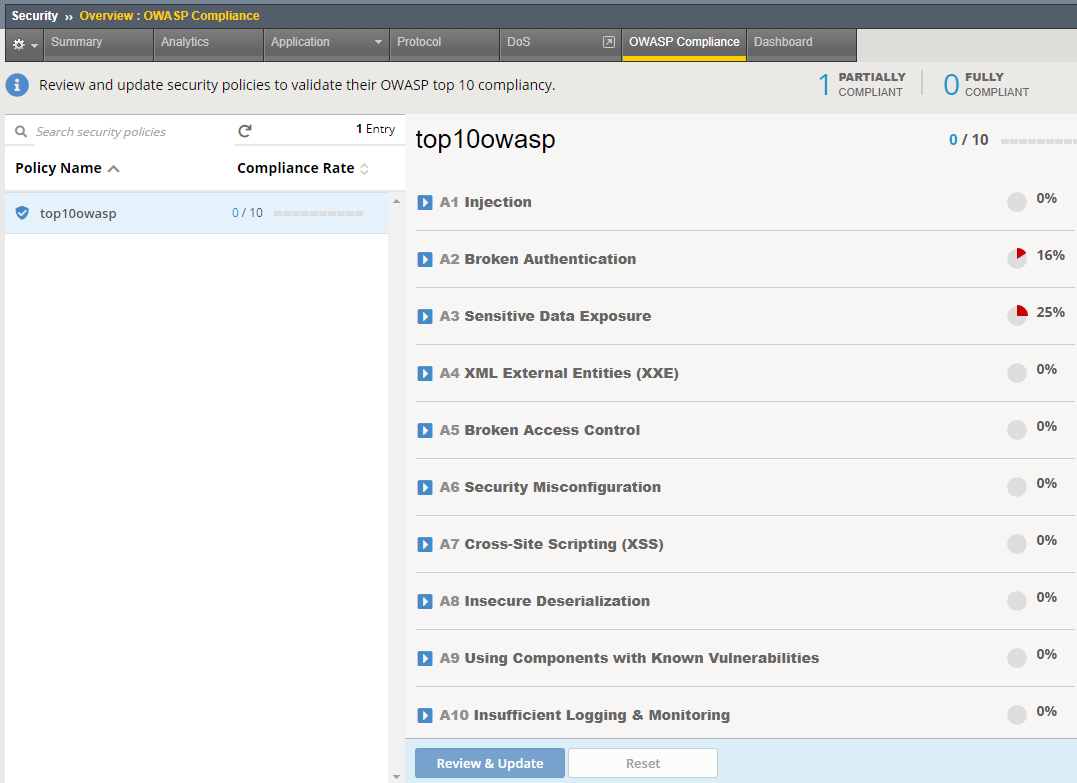 Security » Overview : OWASP Compliance
Summary Analytics Application Protocol DoS OWASP Compliance Dashboard
Review and update security policies to validate their OWASP top 10 compliancy.
1 PARTIALLY COMPLIANT
0 FULLY COMPLIANT
Search security policies 1 Entry
Policy Name Compliance Rate
top10owasp 0 / 10
top10owasp 0 / 10
A1 Injection 0%
A2 Broken Authentication 16%
A3 Sensitive Data Exposure 25%
A4 XML External Entities (XXE) 0%
A5 Broken Access Control 0%
A6 Security Misconfiguration 0%
A7 Cross-Site Scripting (XSS) 0%
A8 Insecure Deserialization 0%
A9 Using Components with Known Vulnerabilities 0%
A10 Insufficient Logging & Monitoring 0%
Review & Update Reset